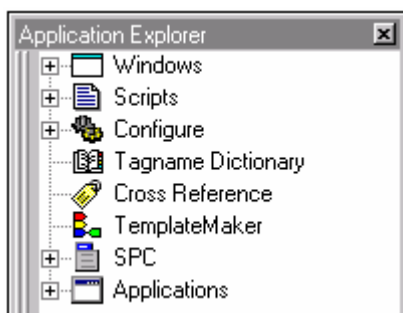 Application Explorer
Windows
Scripts
Configure
Tagname Dictionary
Cross Reference
TemplateMaker
SPC
Applications